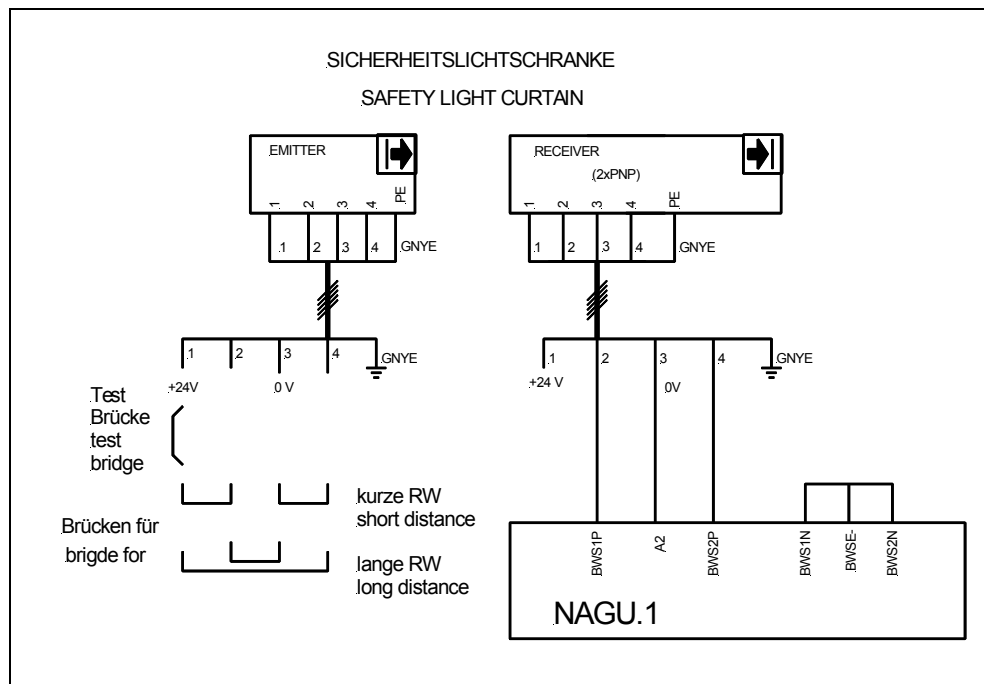 SICHERHEITSLICHTSCHRANKE
SAFETY LIGHT CURTAIN
EMITTER
1 2 3 4 PE
1 2 3 4 GNYE
RECEIVER
(2xPNP)
1 2 3 4 PE
1 2 3 4 GNYE
1 2 3 4 GNYE
+24V 0 V
1 2 3 4 GNYE
+24 V 0V
Test
Brücke
test
bridge
kurze RW
short distance
Brücken für
brigde for
lange RW
long distance
BWS1P A2 BWS2P BWS1N BWSE- BWS2N
NAGU.1